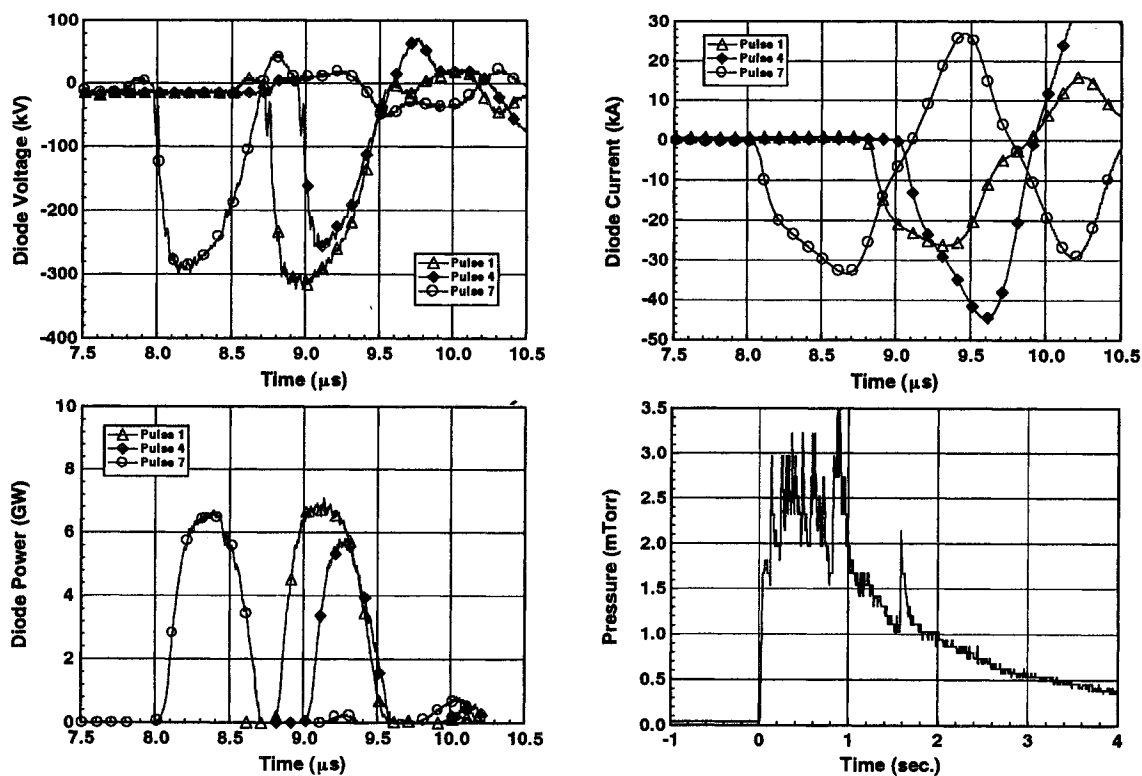 100
0
-100
-200
-300
-400
7.5 8.0 8.5 9.0 9.5 10.0 10.5
Diode Voltage (kV)
Time (µs)
Pulse 1
Pulse 4
Pulse 7
30
20
10
0
-10
-20
-30
-40
-50
7.5 8.0 8.5 9.0 9.5 10.0 10.5
Diode Current (kA)
Time (µs)
Pulse 1
Pulse 4
Pulse 7
10
8
6
4
2
0
7.5 8.0 8.5 9.0 9.5 10.0 10.5
Diode Power (GW)
Time (µs)
Pulse 1
Pulse 4
Pulse 7
3.5
3.0
2.5
2.0
1.5
1.0
0.5
0.0
-1 0 1 2 3 4
Pressure (mTorr)
Time (sec.)